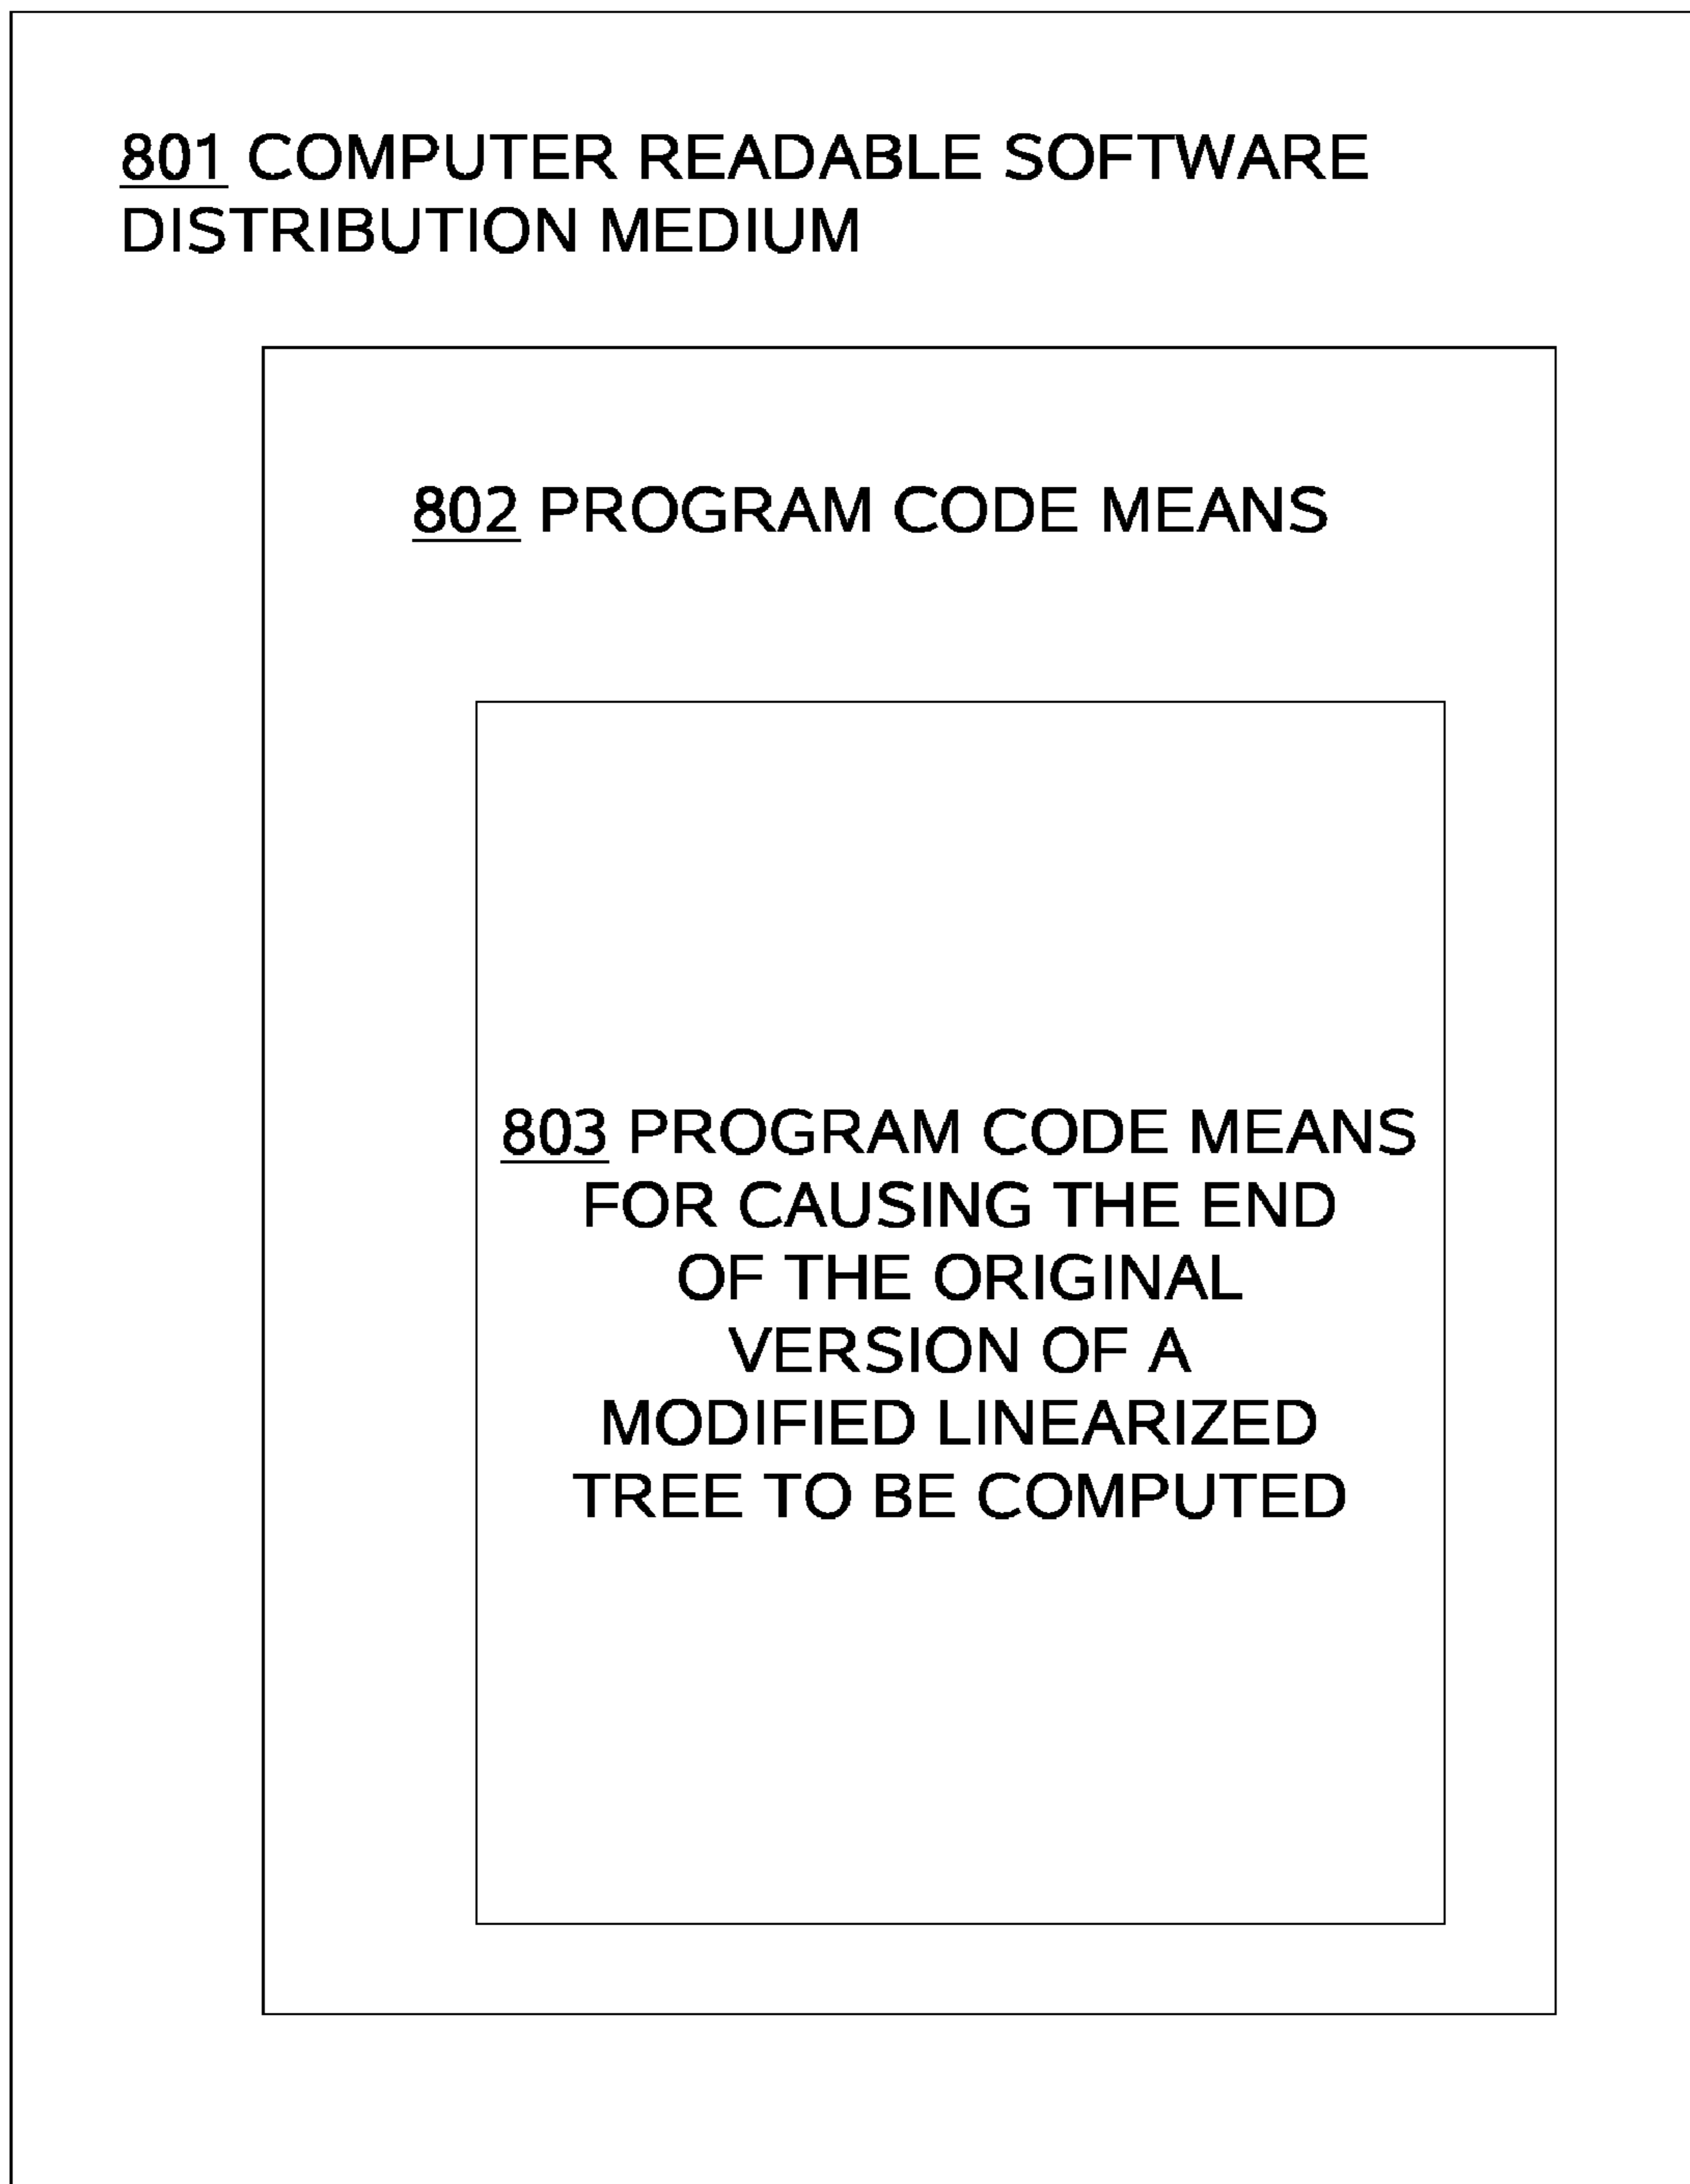 801 COMPUTER READABLE SOFTWARE
DISTRIBUTION MEDIUM
802 PROGRAM CODE MEANS
803 PROGRAM CODE MEANS
FOR CAUSING THE END
OF THE ORIGINAL
VERSION OF A
MODIFIED LINEARIZED
TREE TO BE COMPUTED